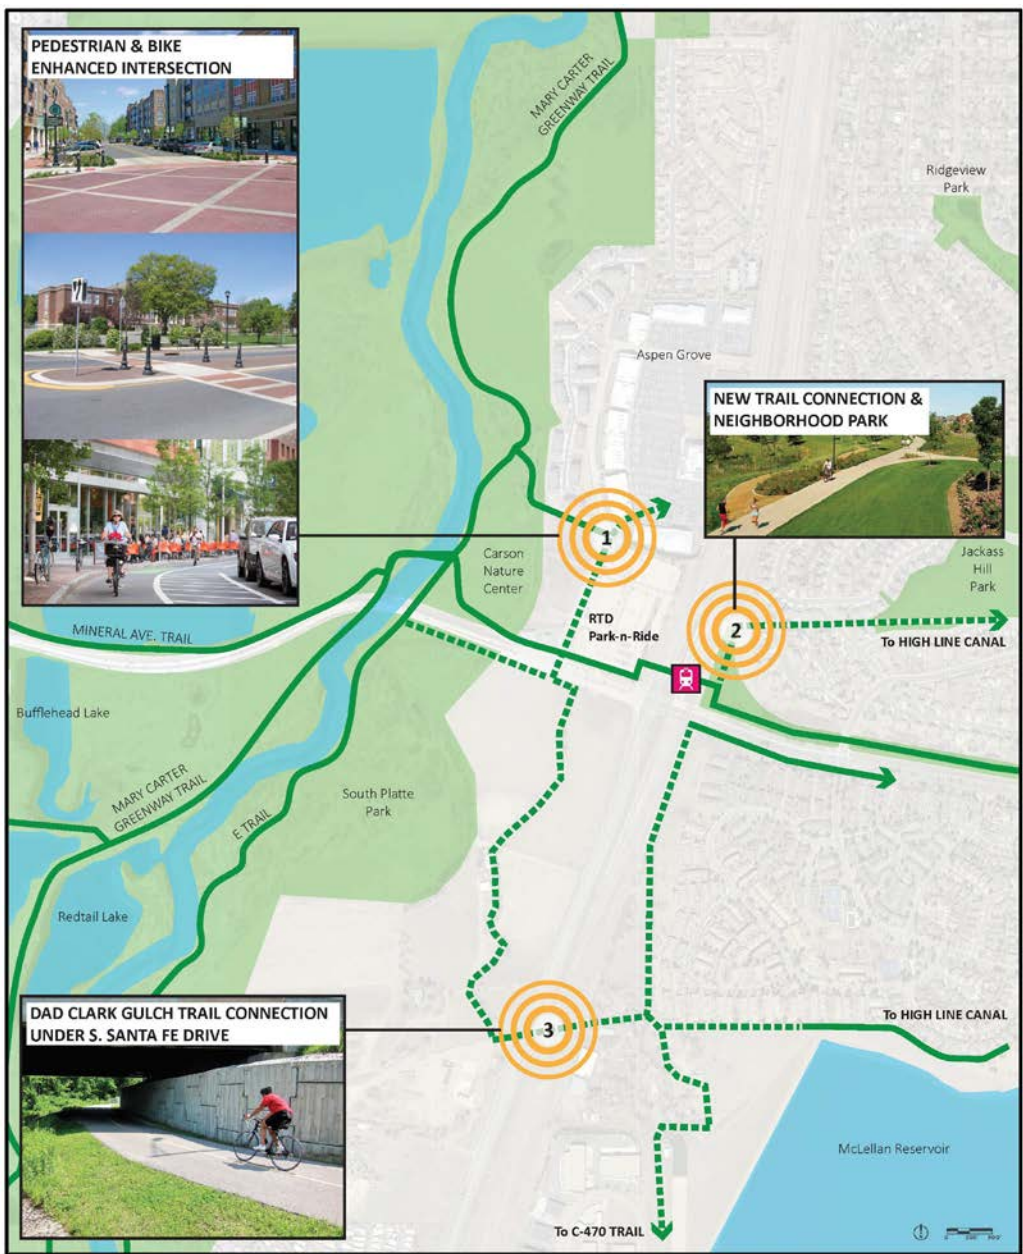 PEDESTRIAN & BIKE
ENHANCED INTERSECTION
MARY CARTER
GREENWAY TRAIL
Ridgeview
Park
Aspen Grove
NEW TRAIL CONNECTION &
NEIGHBORHOOD PARK
1
Carson
Nature
Center
Jackass
Hill
Park
RTD
Park-n-Ride
2
MINERAL AVE. TRAIL
To HIGH LINE CANAL
Bufflehead Lake
MARY CARTER
GREENWAY TRAIL
E TRAIL
South Platte
Park
Redtail Lake
DAD CLARK GULCH TRAIL CONNECTION
UNDER S. SANTA FE DRIVE
3
To HIGH LINE CANAL
McLellan Reservoir
To C-470 TRAIL
0